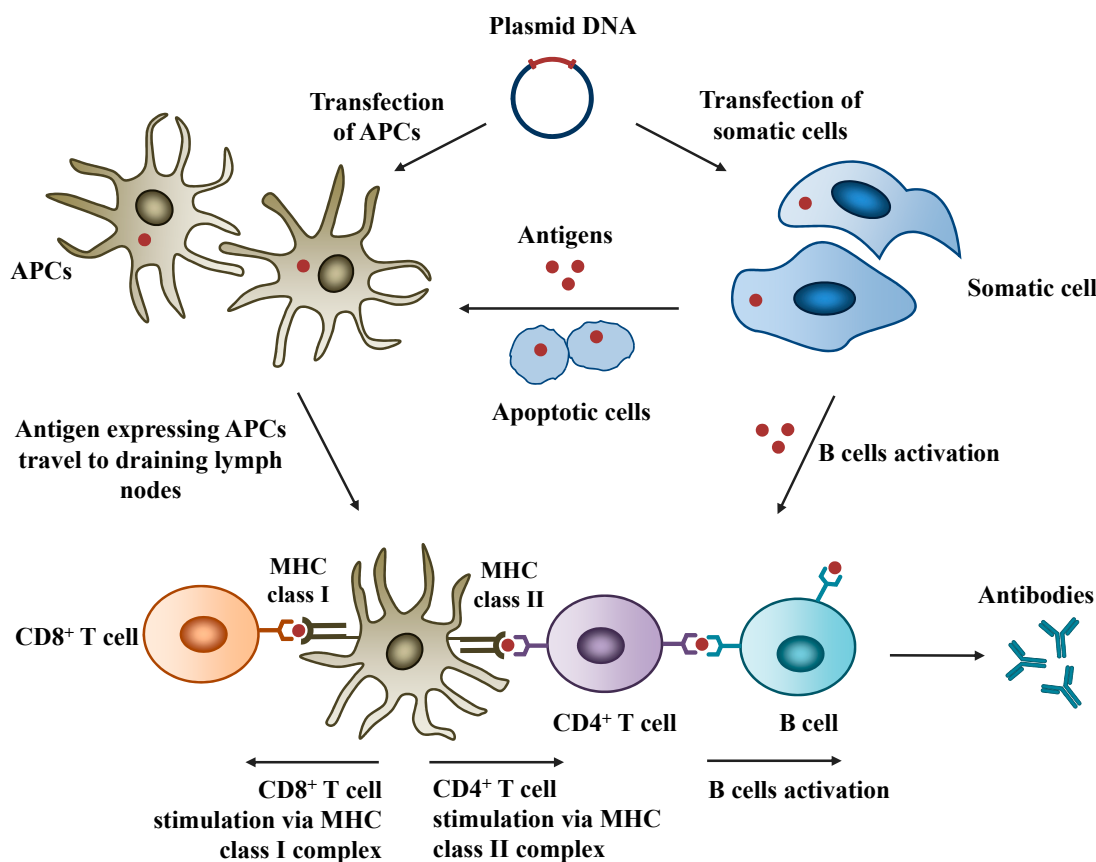 Plasmid DNA
Transfection
of APCs
Transfection of
somatic cells
APCs
Antigens
Somatic cell
Apoptotic cells
Antigen expressing APCs
travel to draining lymph
nodes
B cells activation
MHC
class I
MHC
class II
CD8⁺ T cell
Antibodies
CD4⁺ T cell
B cell
CD8⁺ T cell
stimulation via MHC
class I complex
CD4⁺ T cell
stimulation via MHC
class II complex
B cells activation